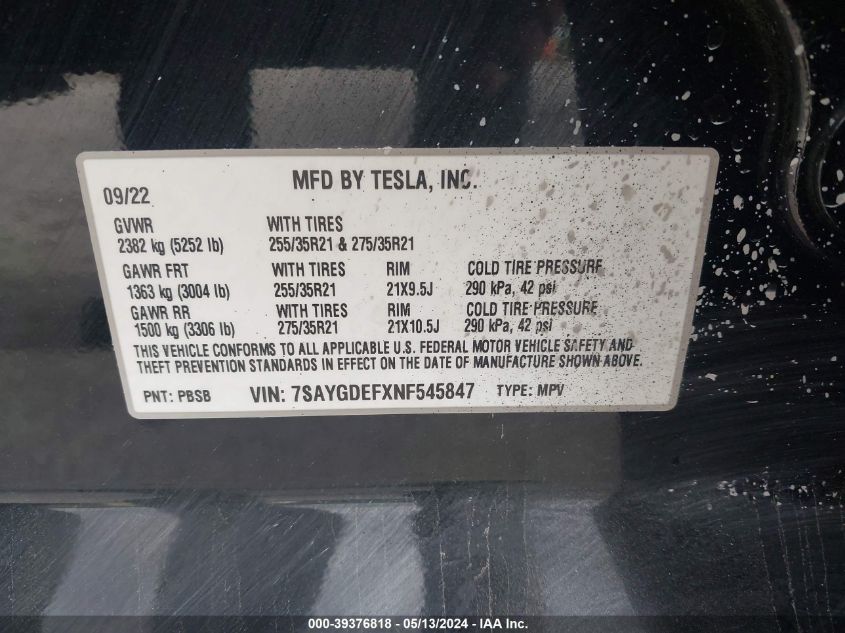 09/22 MFD BY TESLA, INC.
GVWR WITH TIRES
2382 kg (5252 lb) 255/35R21 & 275/35R21
GAWR FRT WITH TIRES RIM COLD TIRE PRESSURE
1363 kg (3004 lb) 255/35R21 21X9.5J 290 kPa, 42 psi
GAWR RR WITH TIRES RIM COLD TIRE PRESSURE
1500 kg (3306 lb) 275/35R21 21X10.5J 290 kPa, 42 psi
THIS VEHICLE CONFORMS TO ALL APPLICABLE U.S. FEDERAL MOTOR VEHICLE SAFETY AND
THEFT PREVENTION STANDARDS IN EFFECT ON THE DATE OF MANUFACTURE SHOWN ABOVE.
PNT: PBSB VIN: 7SAYGDEFXNF545847 TYPE: MPV
000-39376818 - 05/13/2024 - IAAI.com